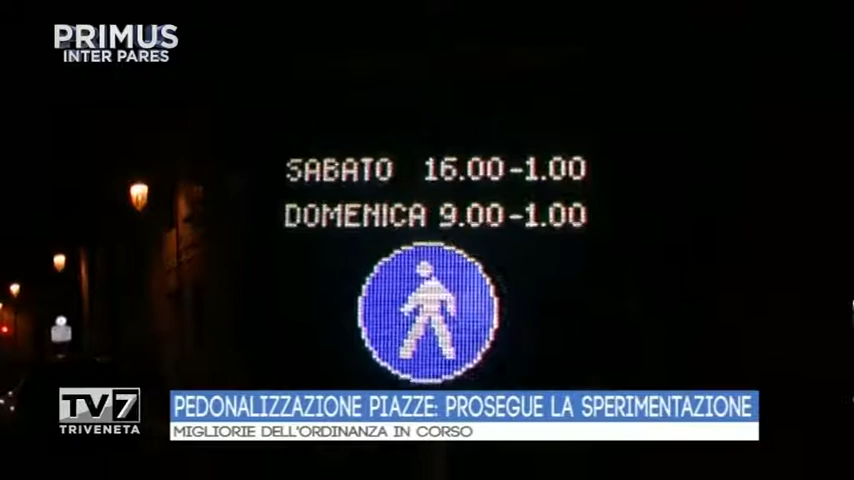 PRIMUS
INTER PARES
SABATO 16.00-1.00
DOMENICA 9.00-1.00
TV7
TRIVENETA
PEDONALIZZAZIONE PIAZZE: PROSEGUE LA SPERIMENTAZIONE
MIGLIORIE DELL'ORDINANZA IN CORSO